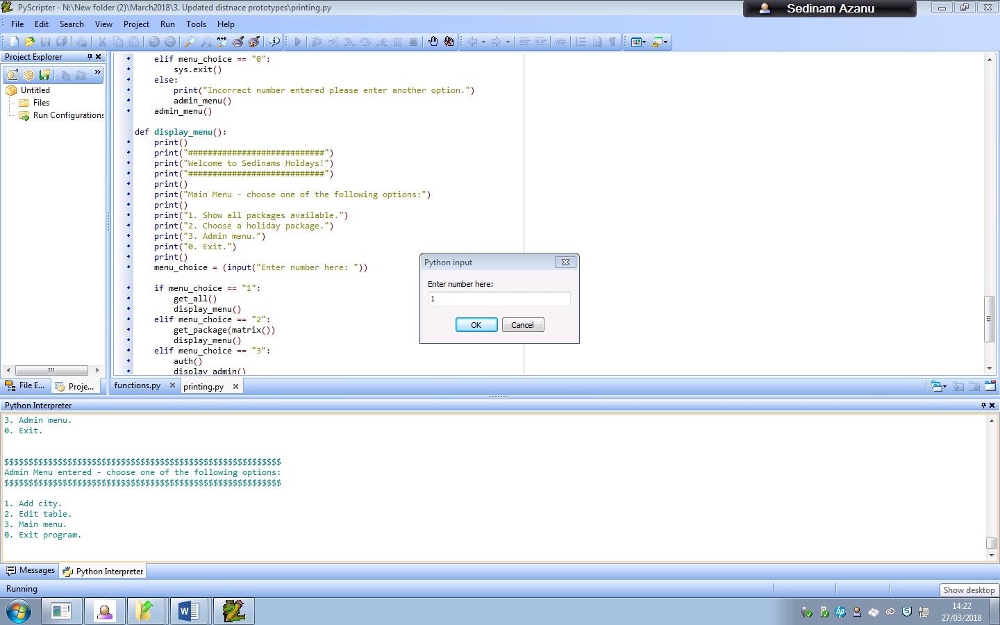 PyScripter - N:\New folder (2)\March2018\3. Updated distnace prototypes\printing.py
Sedinam Azanu
File Edit Search View Project Run Tools Help
Project Explorer
Untitled
Files
Run Configurations
elif menu_choice == "0":
sys.exit()
else:
print("Incorrect number entered please enter another option.")
admin_menu()
admin_menu()
def display_menu():
print()
print("############################")
print("Welcome to Sedinams Holdays!")
print("############################")
print()
print("Main Menu - choose one of the following options:")
print()
print("1. Show all packages available.")
print("2. Choose a holiday package.")
print("3. Admin menu.")
print("0. Exit.")
print()
menu_choice = (input("Enter number here: "))
if menu_choice == "1":
get_all()
display_menu()
elif menu_choice == "2":
get_package(matrix())
display_menu()
elif menu_choice == "3":
auth()
display_admin()
Python input
Enter number here:
1
OK Cancel
File E... Proje...
functions.py printing.py
Python Interpreter
3. Admin menu.
0. Exit.
$$$$$$$$$$$$$$$$$$$$$$$$$$$$$$$$$$$$$$$$$$$$$$$$$$$$$$$$$
Admin Menu entered - choose one of the following options:
$$$$$$$$$$$$$$$$$$$$$$$$$$$$$$$$$$$$$$$$$$$$$$$$$$$$$$$$$
1. Add city.
2. Edit table.
3. Main menu.
0. Exit program.
Messages Python Interpreter
Running
Show desktop
14:22
27/03/2018